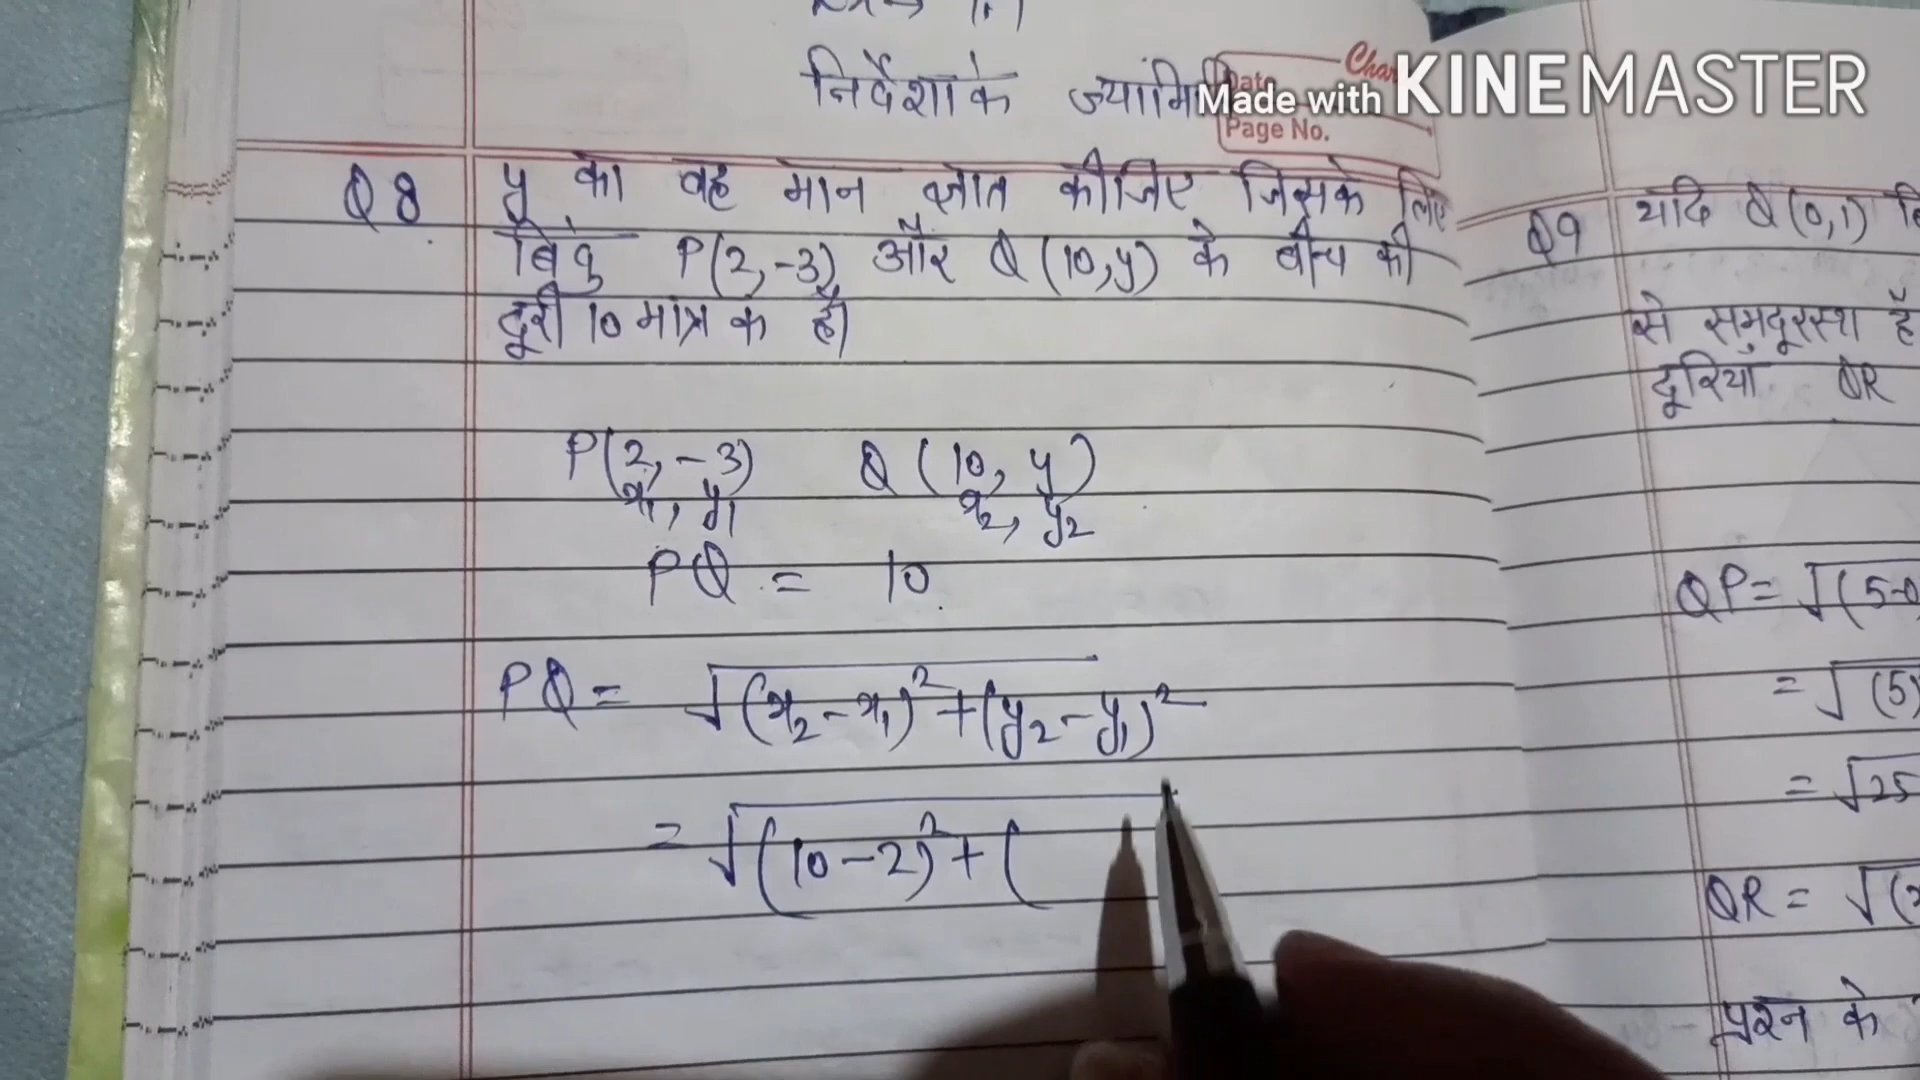 निर्देशांक ज्यामि
Made with KINEMASTER
Date
Page No.
Q 8 y का वह मान ज्ञात कीजिए जिसके लिए
बिंदु P(2,-3) और Q (10,y) के बीच की
दूरी 10 मात्रक है।
P(2,-3) Q (10, y)
x₁, y₁ x₂, y₂
PQ = 10
PQ = √(x₂-x₁)²+(y₂-y₁)²
= √(10-2)²+(
Q9 यदि Q(0,1)
से समदूरस्थ है
दूरियाँ QR
QP= √(5-0
= √(5)
= √25
QR = √(x
प्रश्न के